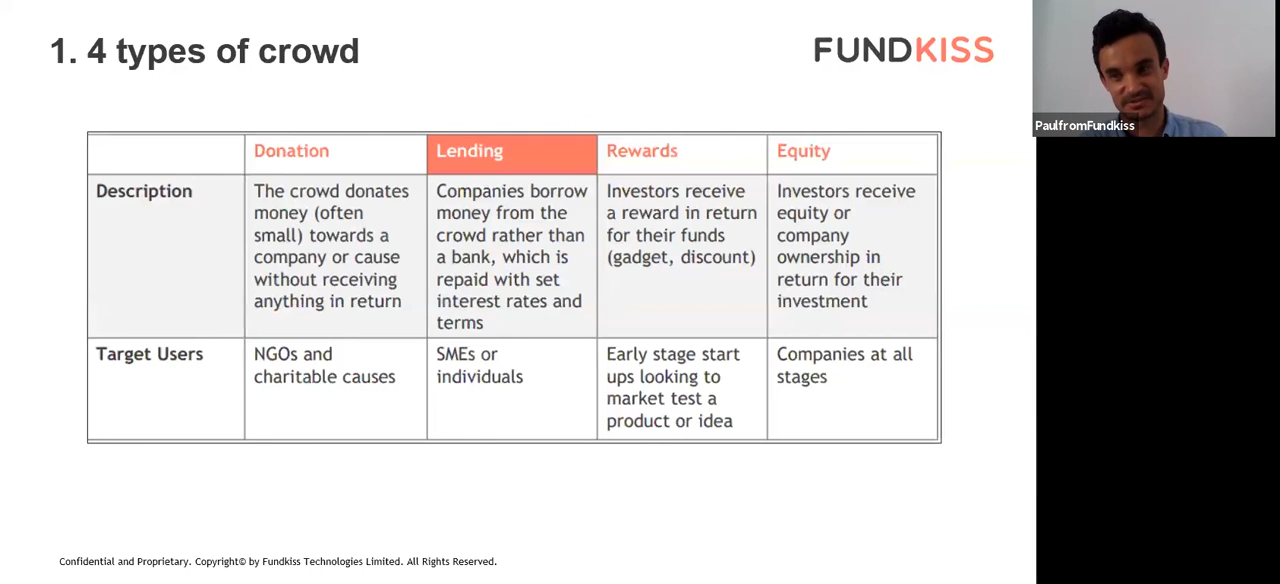 1. 4 types of crowd
FUNDKISS
PaulfromFundkiss
Donation
Lending
Rewards
Equity
Description
The crowd donates
money (often
small) towards a
company or cause
without receiving
anything in return
Companies borrow
money from the
crowd rather than
a bank, which is
repaid with set
interest rates and
terms
Investors receive
a reward in return
for their funds
(gadget, discount)
Investors receive
equity or
company
ownership in
return for their
investment
Target Users
NGOs and
charitable causes
SMEs or
individuals
Early stage start
ups looking to
market test a
product or idea
Companies at all
stages
Confidential and Proprietary. Copyright© by Fundkiss Technologies Limited. All Rights Reserved.